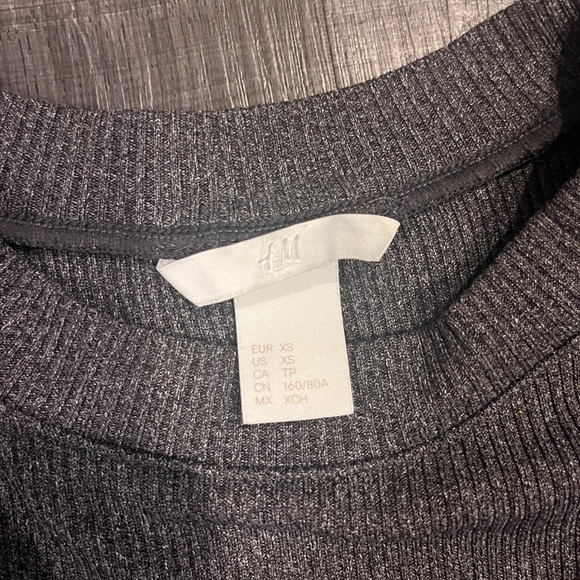 H&M
EUR XS
US XS
CA TP
CN 160/80A
MX XCH